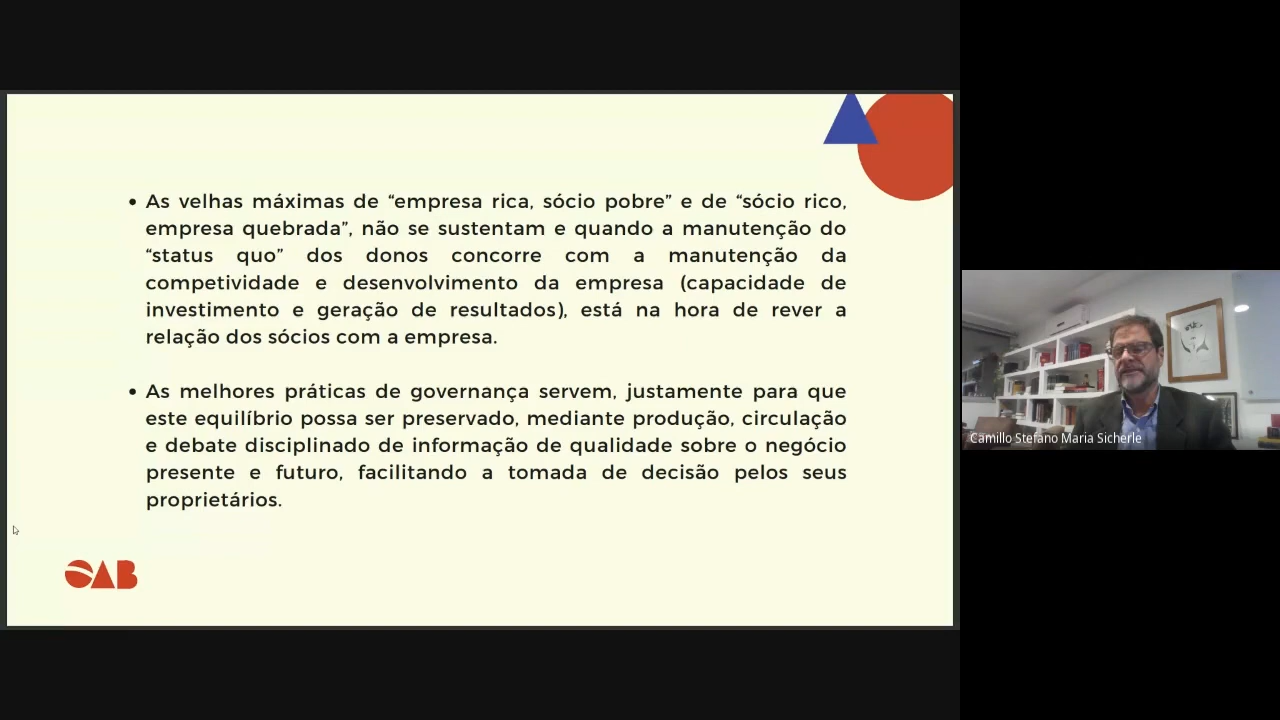 • As velhas máximas de “empresa rica, sócio pobre” e de “sócio rico,
empresa quebrada”, não se sustentam e quando a manutenção do
“status quo” dos donos concorre com a manutenção da
competividade e desenvolvimento da empresa (capacidade de
investimento e geração de resultados), está na hora de rever a
relação dos sócios com a empresa.
• As melhores práticas de governança servem, justamente para que
este equilíbrio possa ser preservado, mediante produção, circulação
e debate disciplinado de informação de qualidade sobre o negócio
presente e futuro, facilitando a tomada de decisão pelos seus
proprietários.
OAB
Camillo Stefano Maria Sicherle